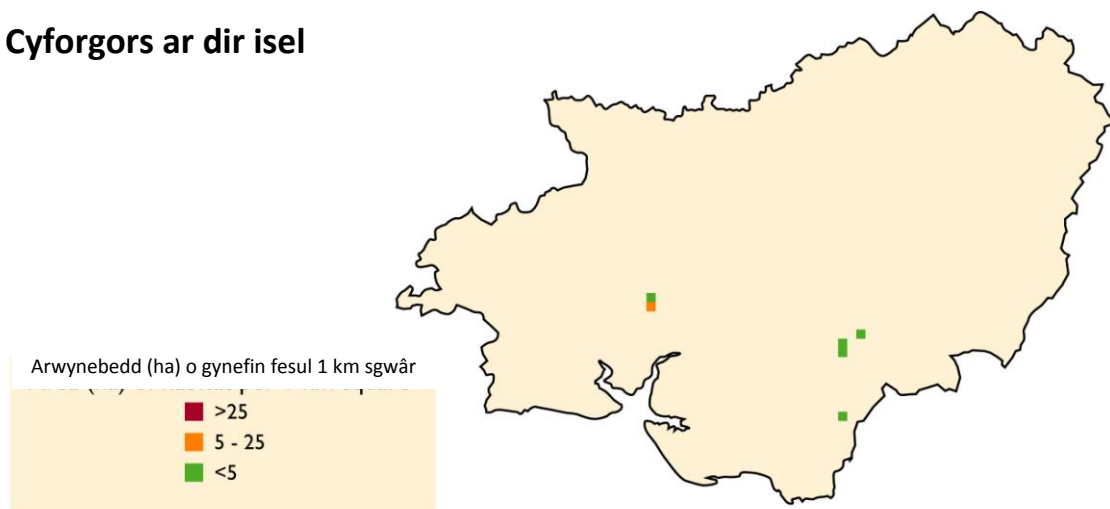 Cyforgors ar dir isel
Arwynebedd (ha) o gynefin fesul 1 km sgwâr
>25
5 - 25
<5